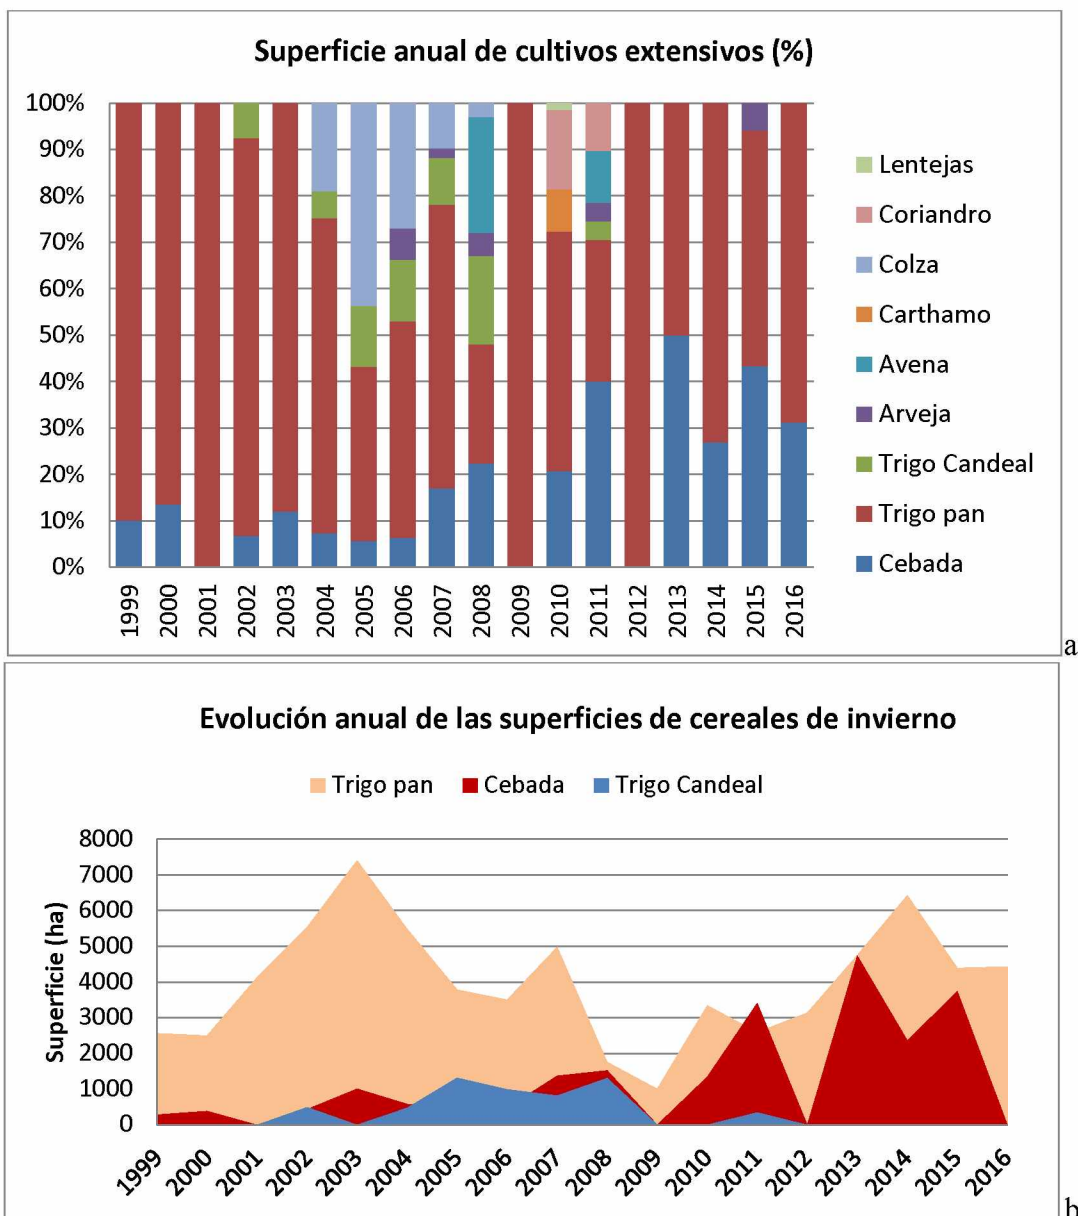 Superficie anual de cultivos extensivos (%)
100%
90%
80%
70%
60%
50%
40%
30%
20%
10%
0%
1999 2000 2001 2002 2003 2004 2005 2006 2007 2008 2009 2010 2011 2012 2013 2014 2015 2016
Lentejas
Coriandro
Colza
Carthamo
Avena
Arveja
Trigo Candeal
Trigo pan
Cebada
a
Evolución anual de las superficies de cereales de invierno
Trigo pan Cebada Trigo Candeal
Superficie (ha)
8000
7000
6000
5000
4000
3000
2000
1000
0
1999 2000 2001 2002 2003 2004 2005 2006 2007 2008 2009 2010 2011 2012 2013 2014 2015 2016
b